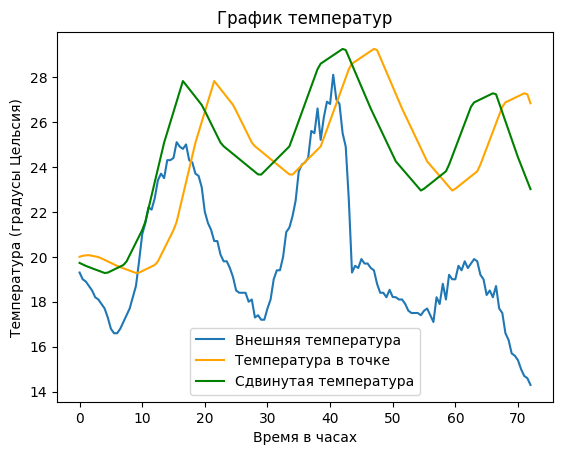 График температур
Температура (градусы Цельсия)
28
26
24
22
20
18
16
14
Внешняя температура
Температура в точке
Сдвинутая температура
0 10 20 30 40 50 60 70
Время в часах